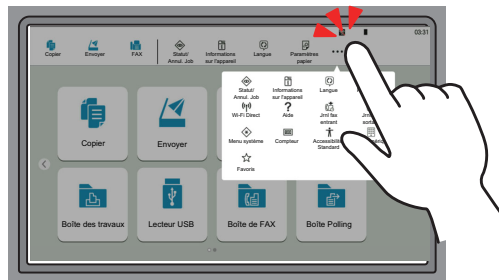 03:31
Copier
Envoyer
FAX
Statut/
Annul. Job
Informations
sur l'appareil
Langue
Paramètres
papier
Statut/
Annul. Job
Informations
sur l'appareil
Langue
Wi-Fi Direct
Aide
Jrnl fax
entrant
Menu système
Compteur
Accessibilité
Standard
Favoris
Copier
Envoyer
Boîte des travaux
Lecteur USB
Boîte de FAX
Boîte Polling